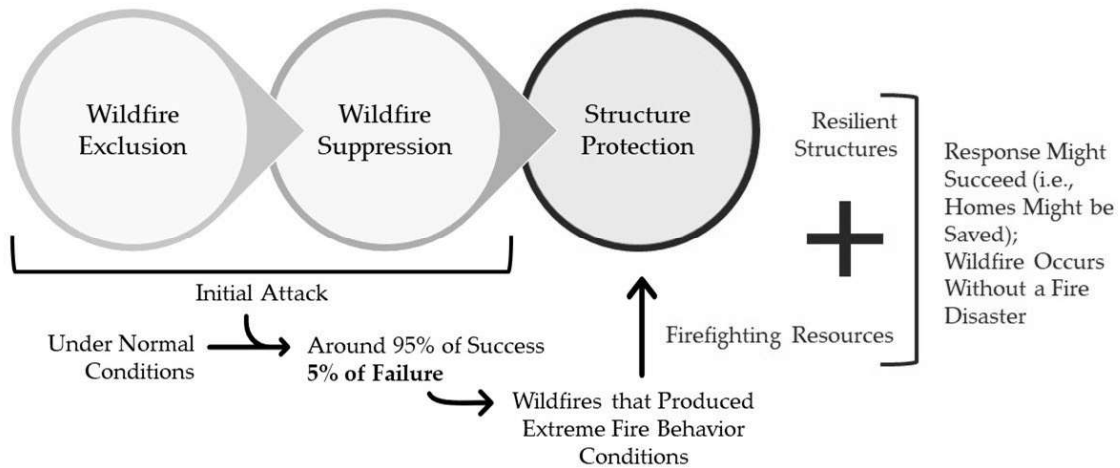 Wildfire
Exclusion
Wildfire
Suppression
Structure
Protection
Resilient
Structures
Firefighting Resources
Response Might
Succeed (i.e.,
Homes Might be
Saved);
Wildfire Occurs
Without a Fire
Disaster
Initial Attack
Under Normal
Conditions
Around 95% of Success
5% of Failure
Wildfires that Produced
Extreme Fire Behavior
Conditions